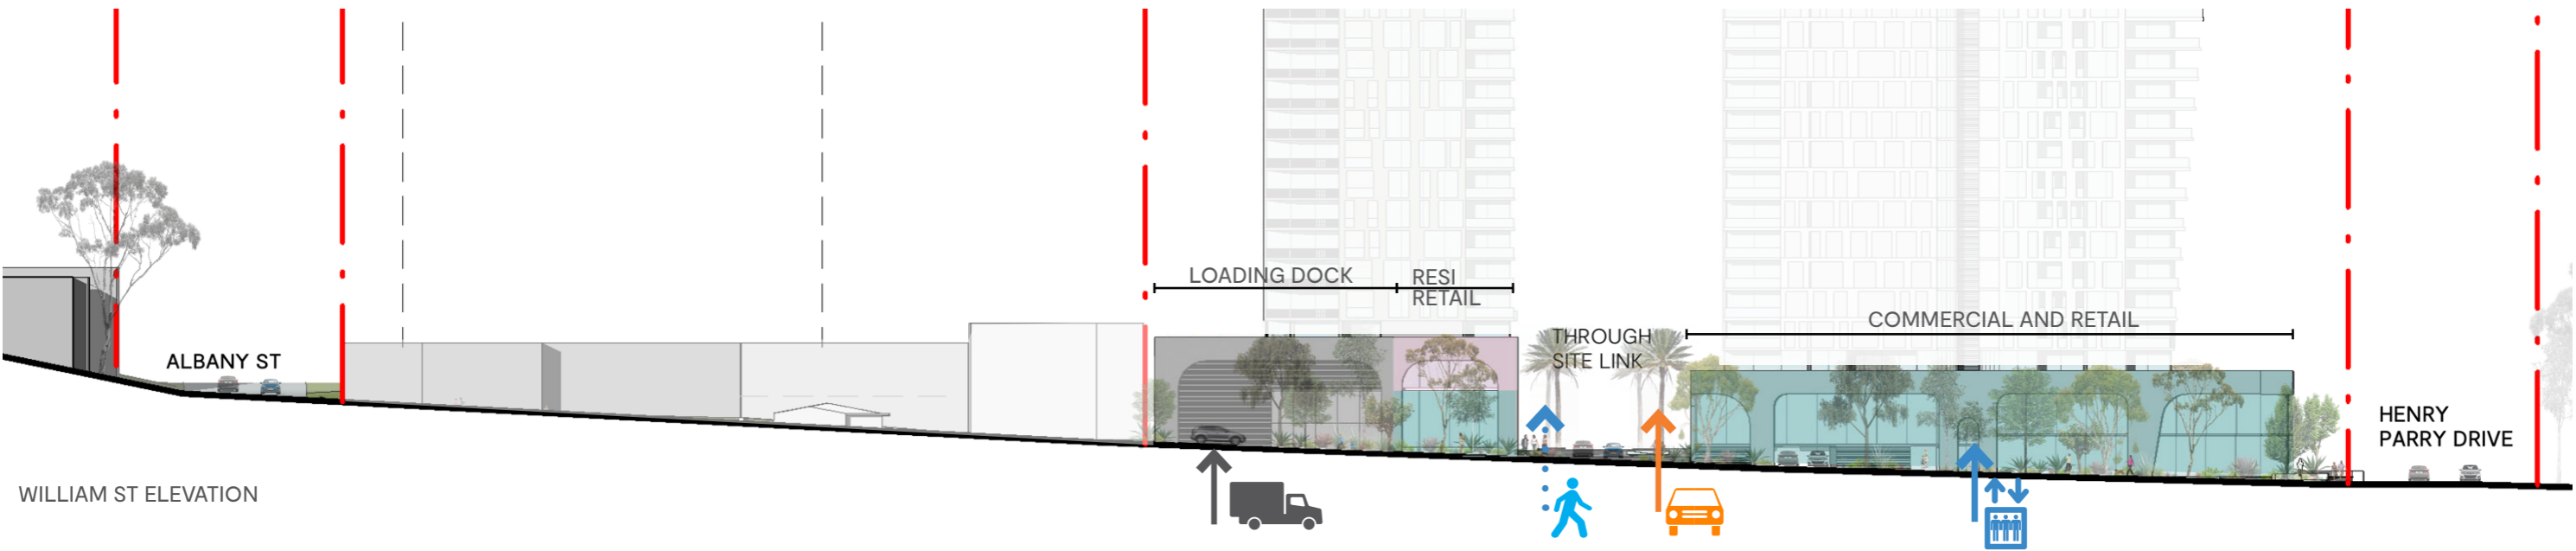 LOADING DOCK
RESI
RETAIL
COMMERCIAL AND RETAIL
THROUGH
SITE LINK
ALBANY ST
HENRY
PARRY DRIVE
WILLIAM ST ELEVATION